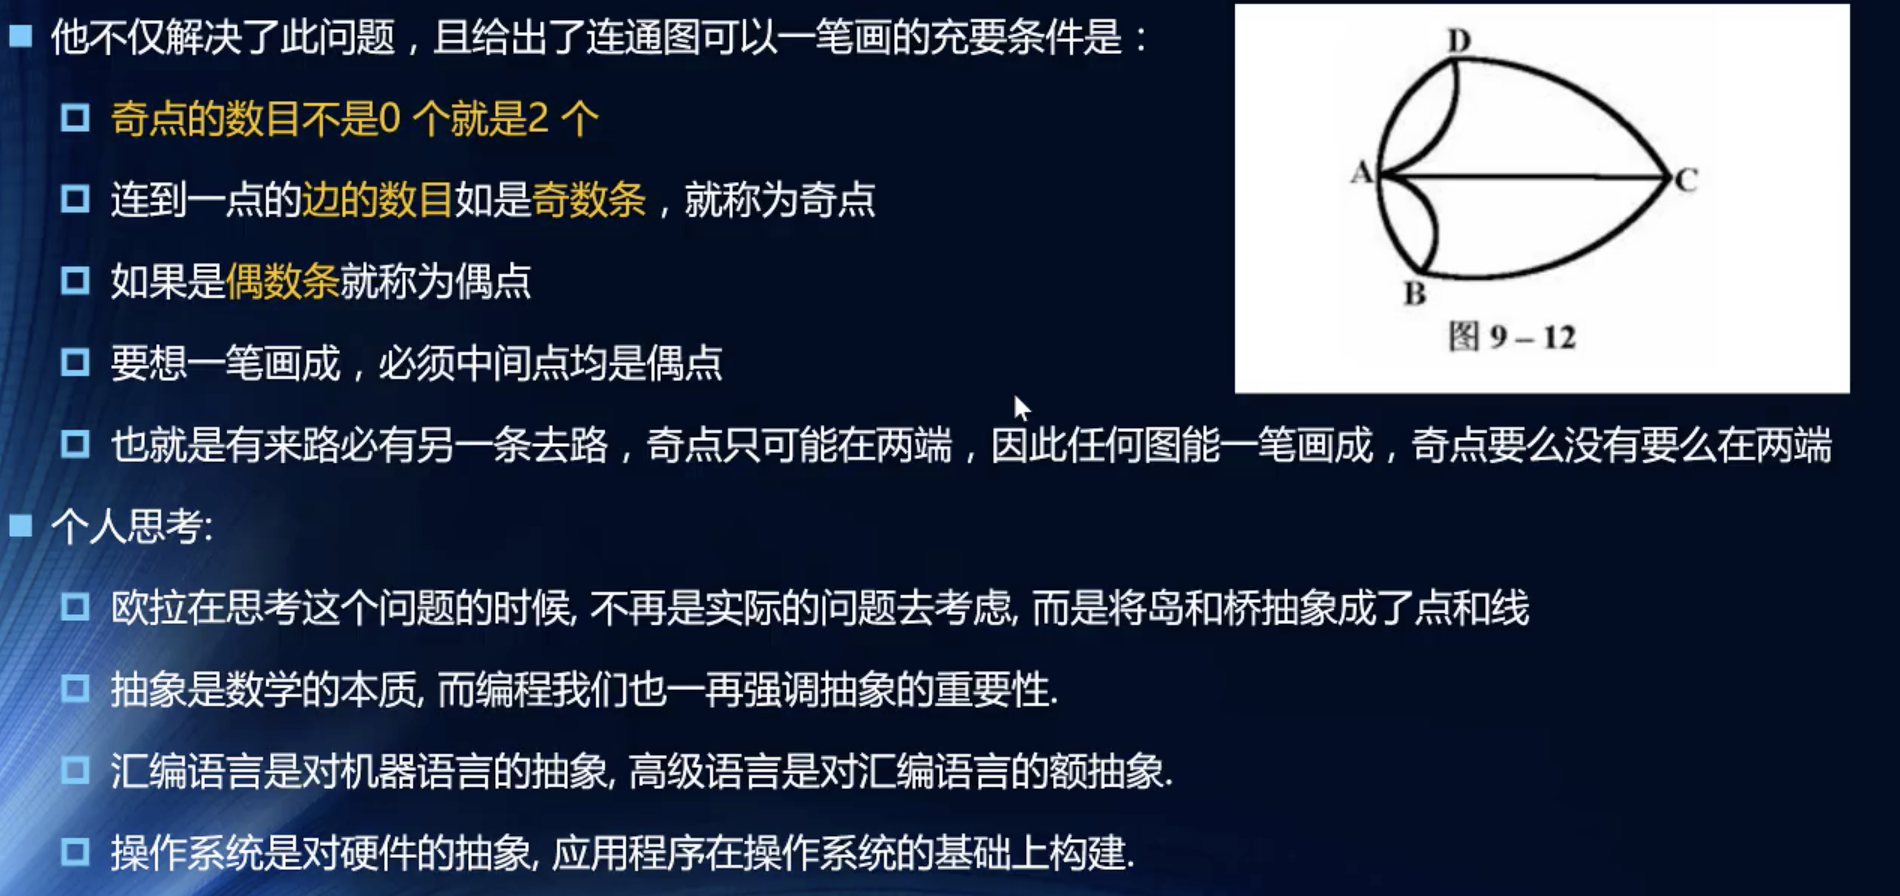 他不仅解决了此问题，且给出了连通图可以一笔画的充要条件是：
奇点的数目不是0 个就是2 个
连到一点的边的数目如是奇数条，就称为奇点
如果是偶数条就称为偶点
要想一笔画成，必须中间点均是偶点
也就是有来路必有另一条去路，奇点只可能在两端，因此任何图能一笔画成，奇点要么没有要么在两端
个人思考:
欧拉在思考这个问题的时候, 不再是实际的问题去考虑, 而是将岛和桥抽象成了点和线
抽象是数学的本质, 而编程我们也一再强调抽象的重要性.
汇编语言是对机器语言的抽象, 高级语言是对汇编语言的额抽象.
操作系统是对硬件的抽象, 应用程序在操作系统的基础上构建.
D
A
C
B
图 9 – 12